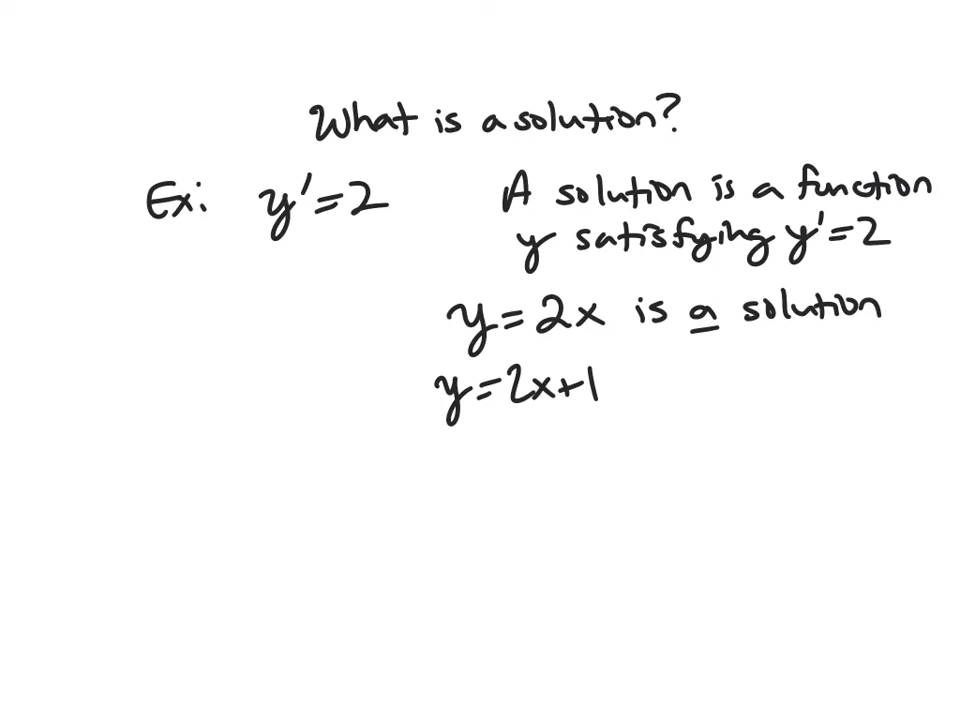 What is a solution?
Ex: y' = 2
A solution is a function
y satisfying y' = 2
y = 2x is a solution
y = 2x+1